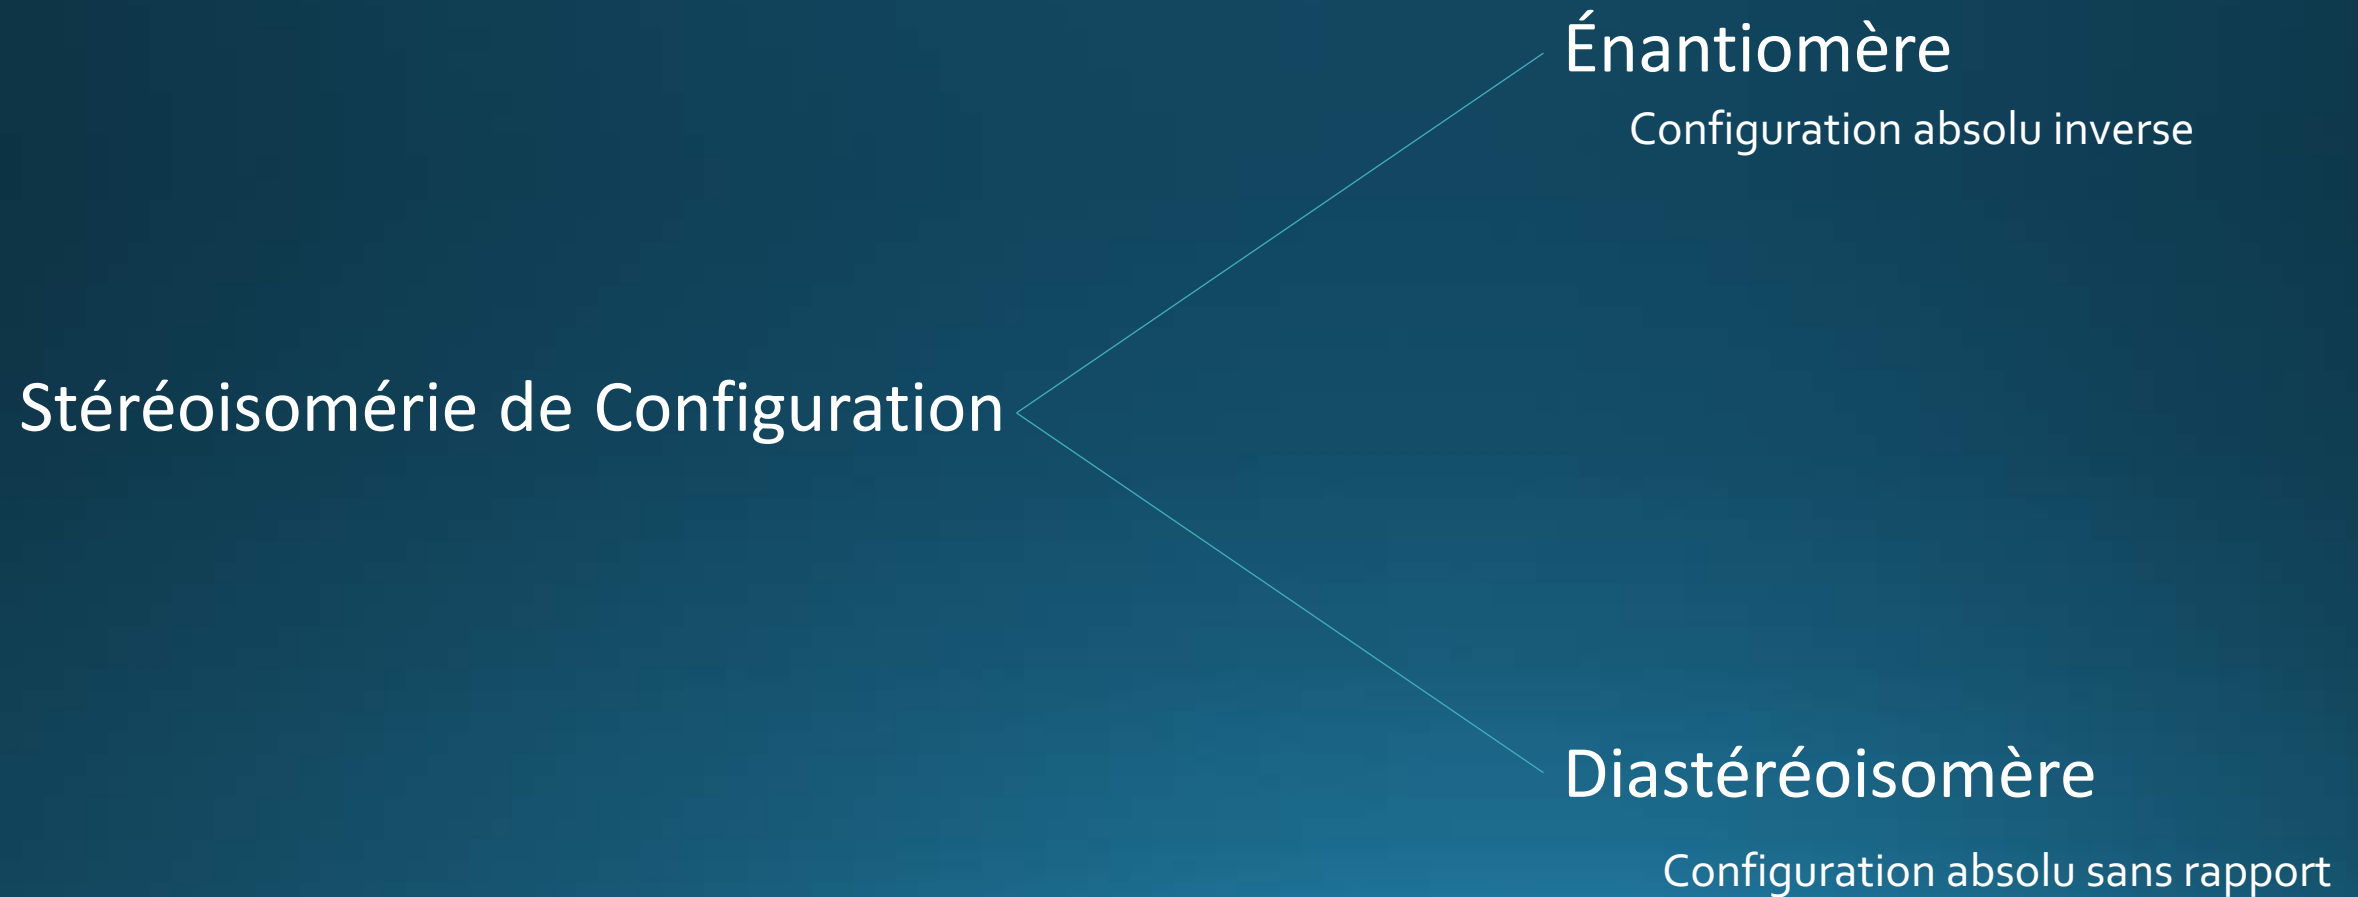 Énantiomère
Configuration absolu inverse
Stéréoisomérie de Configuration
Diastéréoisomère
Configuration absolu sans rapport